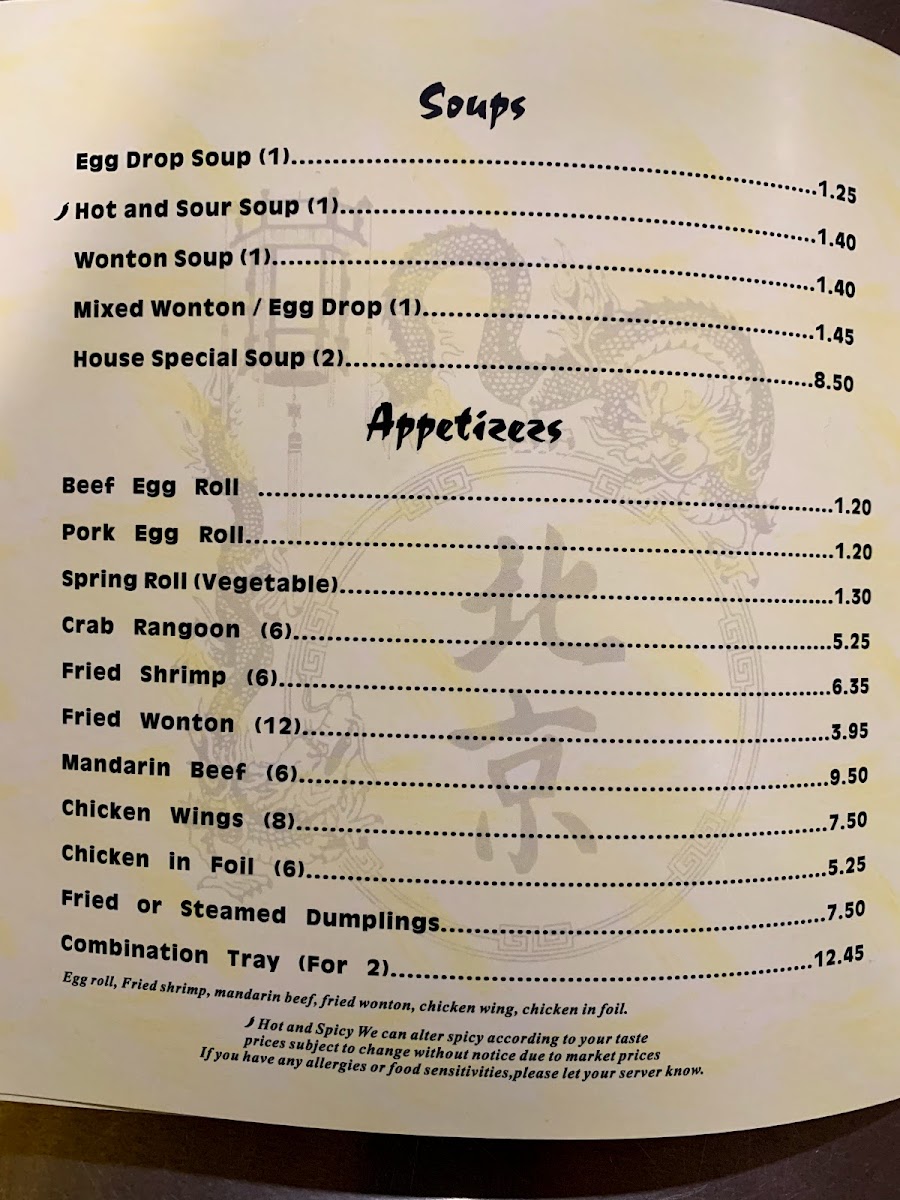 Soups
Egg Drop Soup (1)..........1.25
Hot and Sour Soup (1)..........1.40
Wonton Soup (1)..........1.40
Mixed Wonton / Egg Drop (1)..........1.45
House Special Soup (2)..........8.50
Appetizers
Beef Egg Roll ..........1.20
Pork Egg Roll..........1.20
Spring Roll (Vegetable)..........1.30
Crab Rangoon (6)..........5.25
Fried Shrimp (6)..........6.35
Fried Wonton (12)..........3.95
Mandarin Beef (6)..........9.50
Chicken Wings (8)..........7.50
Chicken in Foil (6)..........5.25
Fried or Steamed Dumplings..........7.50
Combination Tray (For 2)..........12.45
Egg roll, Fried shrimp, mandarin beef, fried wonton, chicken wing, chicken in foil.
Hot and Spicy We can alter spicy according to your taste
prices subject to change without notice due to market prices
If you have any allergies or food sensitivities,please let your server know.
北京